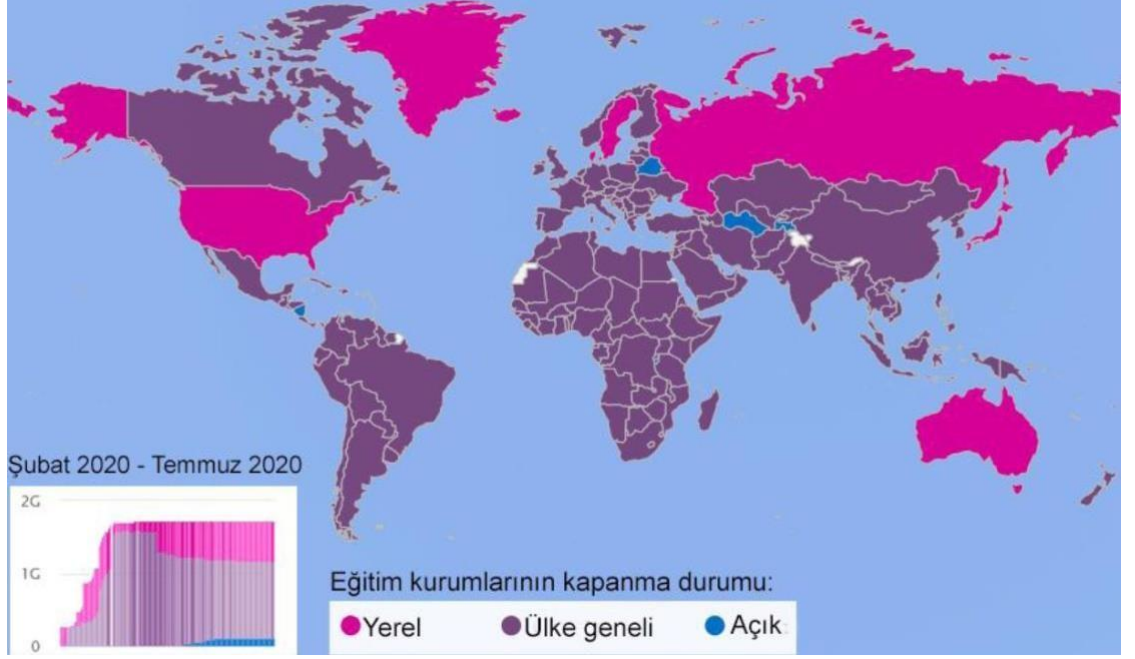 Şubat 2020 - Temmuz 2020
2G
1G
0
Eğitim kurumlarının kapanma durumu:
Yerel Ülke geneli Açık